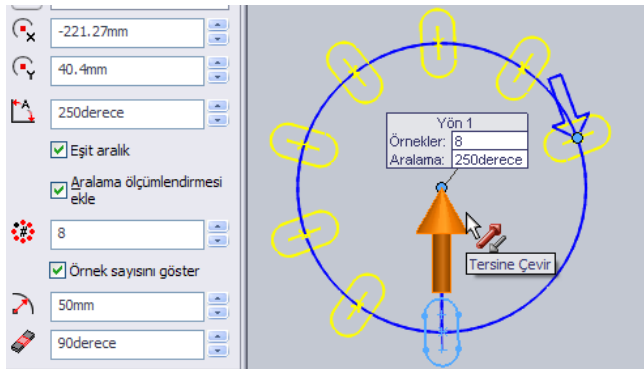 -221.27mm
40.4mm
250derece
Eşit aralık
Aralama ölçümlendirmesi
ekle
8
Örnek sayısını göster
50mm
90derece
Yön 1
Örnekler: 8
Aralama: 250derece
Tersine Çevir